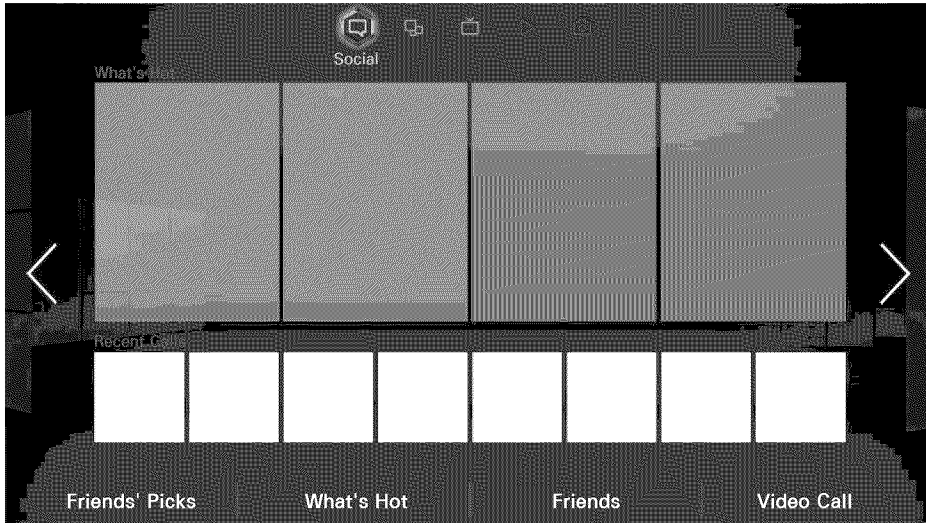 Social
What's Hot
Recent Calls
Friends' Picks
What's Hot
Friends
Video Call